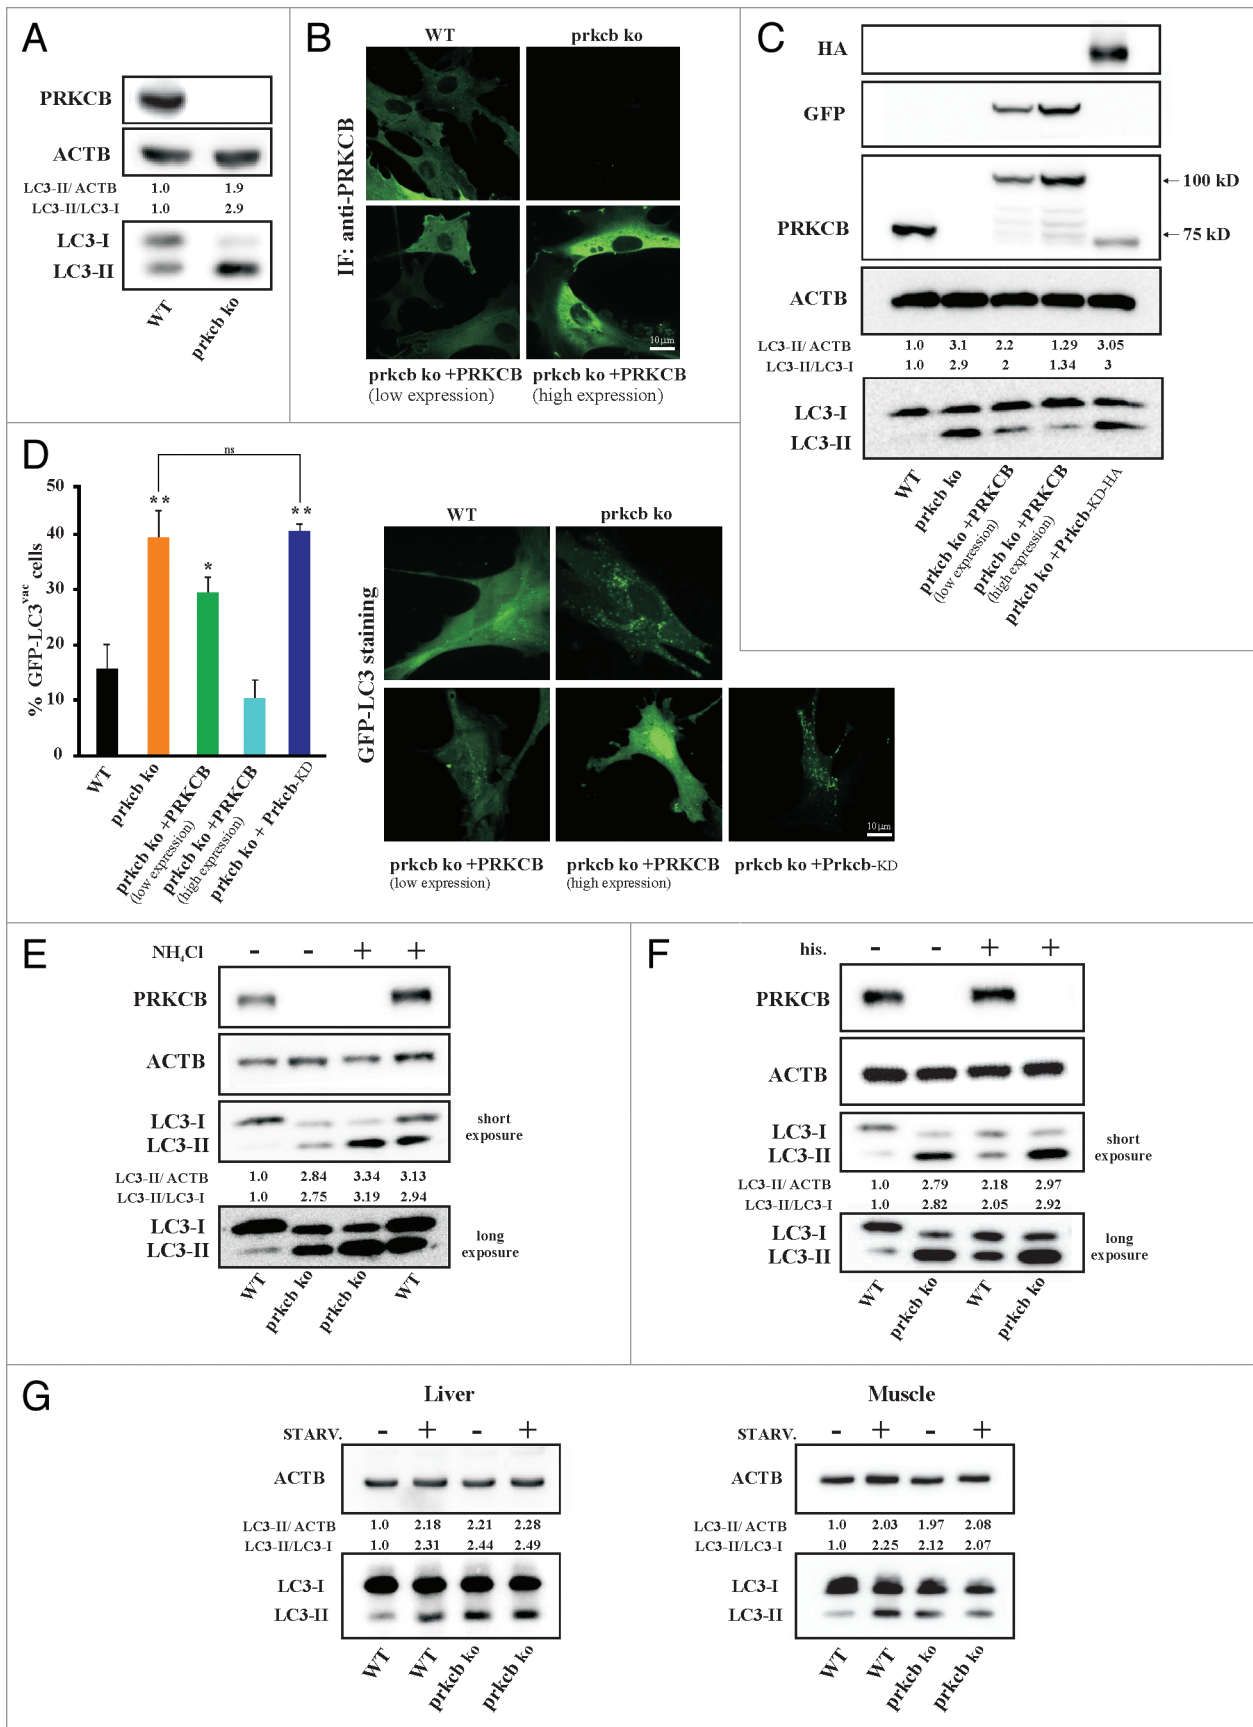 A
PRKCB
ACTB
LC3-II/ ACTB 1.0 1.9
LC3-II/LC3-I 1.0 2.9
LC3-I
LC3-II
WT
prkcb ko
B
WT prkcb ko
IF: anti-PRKCB
10 µm
prkcb ko +PRKCB prkcb ko +PRKCB
(low expression) (high expression)
C
HA
GFP
100 kD
PRKCB
75 kD
ACTB
LC3-II/ ACTB 1.0 3.1 2.2 1.29 3.05
LC3-II/LC3-I 1.0 2.9 2 1.34 3
LC3-I
LC3-II
WT
prkcb ko
prkcb ko +PRKCB
(low expression)
prkcb ko +PRKCB
(high expression)
prkcb ko +Prkcb-KD-HA
D
ns
% GFP-LC3vac cells
50
40
30
20
10
0
** * **
WT
prkcb ko
prkcb ko +PRKCB
(low expression)
prkcb ko +PRKCB
(high expression)
prkcb ko + Prkcb-KD
WT prkcb ko
GFP-LC3 staining
10 µm
prkcb ko +PRKCB prkcb ko +PRKCB prkcb ko +Prkcb-KD
(low expression) (high expression)
E
NH4Cl - - + +
PRKCB
ACTB
LC3-I
LC3-II
short
exposure
LC3-II/ ACTB 1.0 2.84 3.34 3.13
LC3-II/LC3-I 1.0 2.75 3.19 2.94
LC3-I
LC3-II
long
exposure
WT
prkcb ko
prkcb ko
WT
F
his. - - + +
PRKCB
ACTB
LC3-I
LC3-II
short
exposure
LC3-II/ ACTB 1.0 2.79 2.18 2.97
LC3-II/LC3-I 1.0 2.82 2.05 2.92
LC3-I
LC3-II
long
exposure
WT
prkcb ko
WT
prkcb ko
G
Liver
STARV. - + - +
ACTB
LC3-II/ ACTB 1.0 2.18 2.21 2.28
LC3-II/LC3-I 1.0 2.31 2.44 2.49
LC3-I
LC3-II
WT
WT
prkcb ko
prkcb ko
Muscle
STARV. - + - +
ACTB
LC3-II/ ACTB 1.0 2.03 1.97 2.08
LC3-II/LC3-I 1.0 2.25 2.12 2.07
LC3-I
LC3-II
WT
WT
prkcb ko
prkcb ko